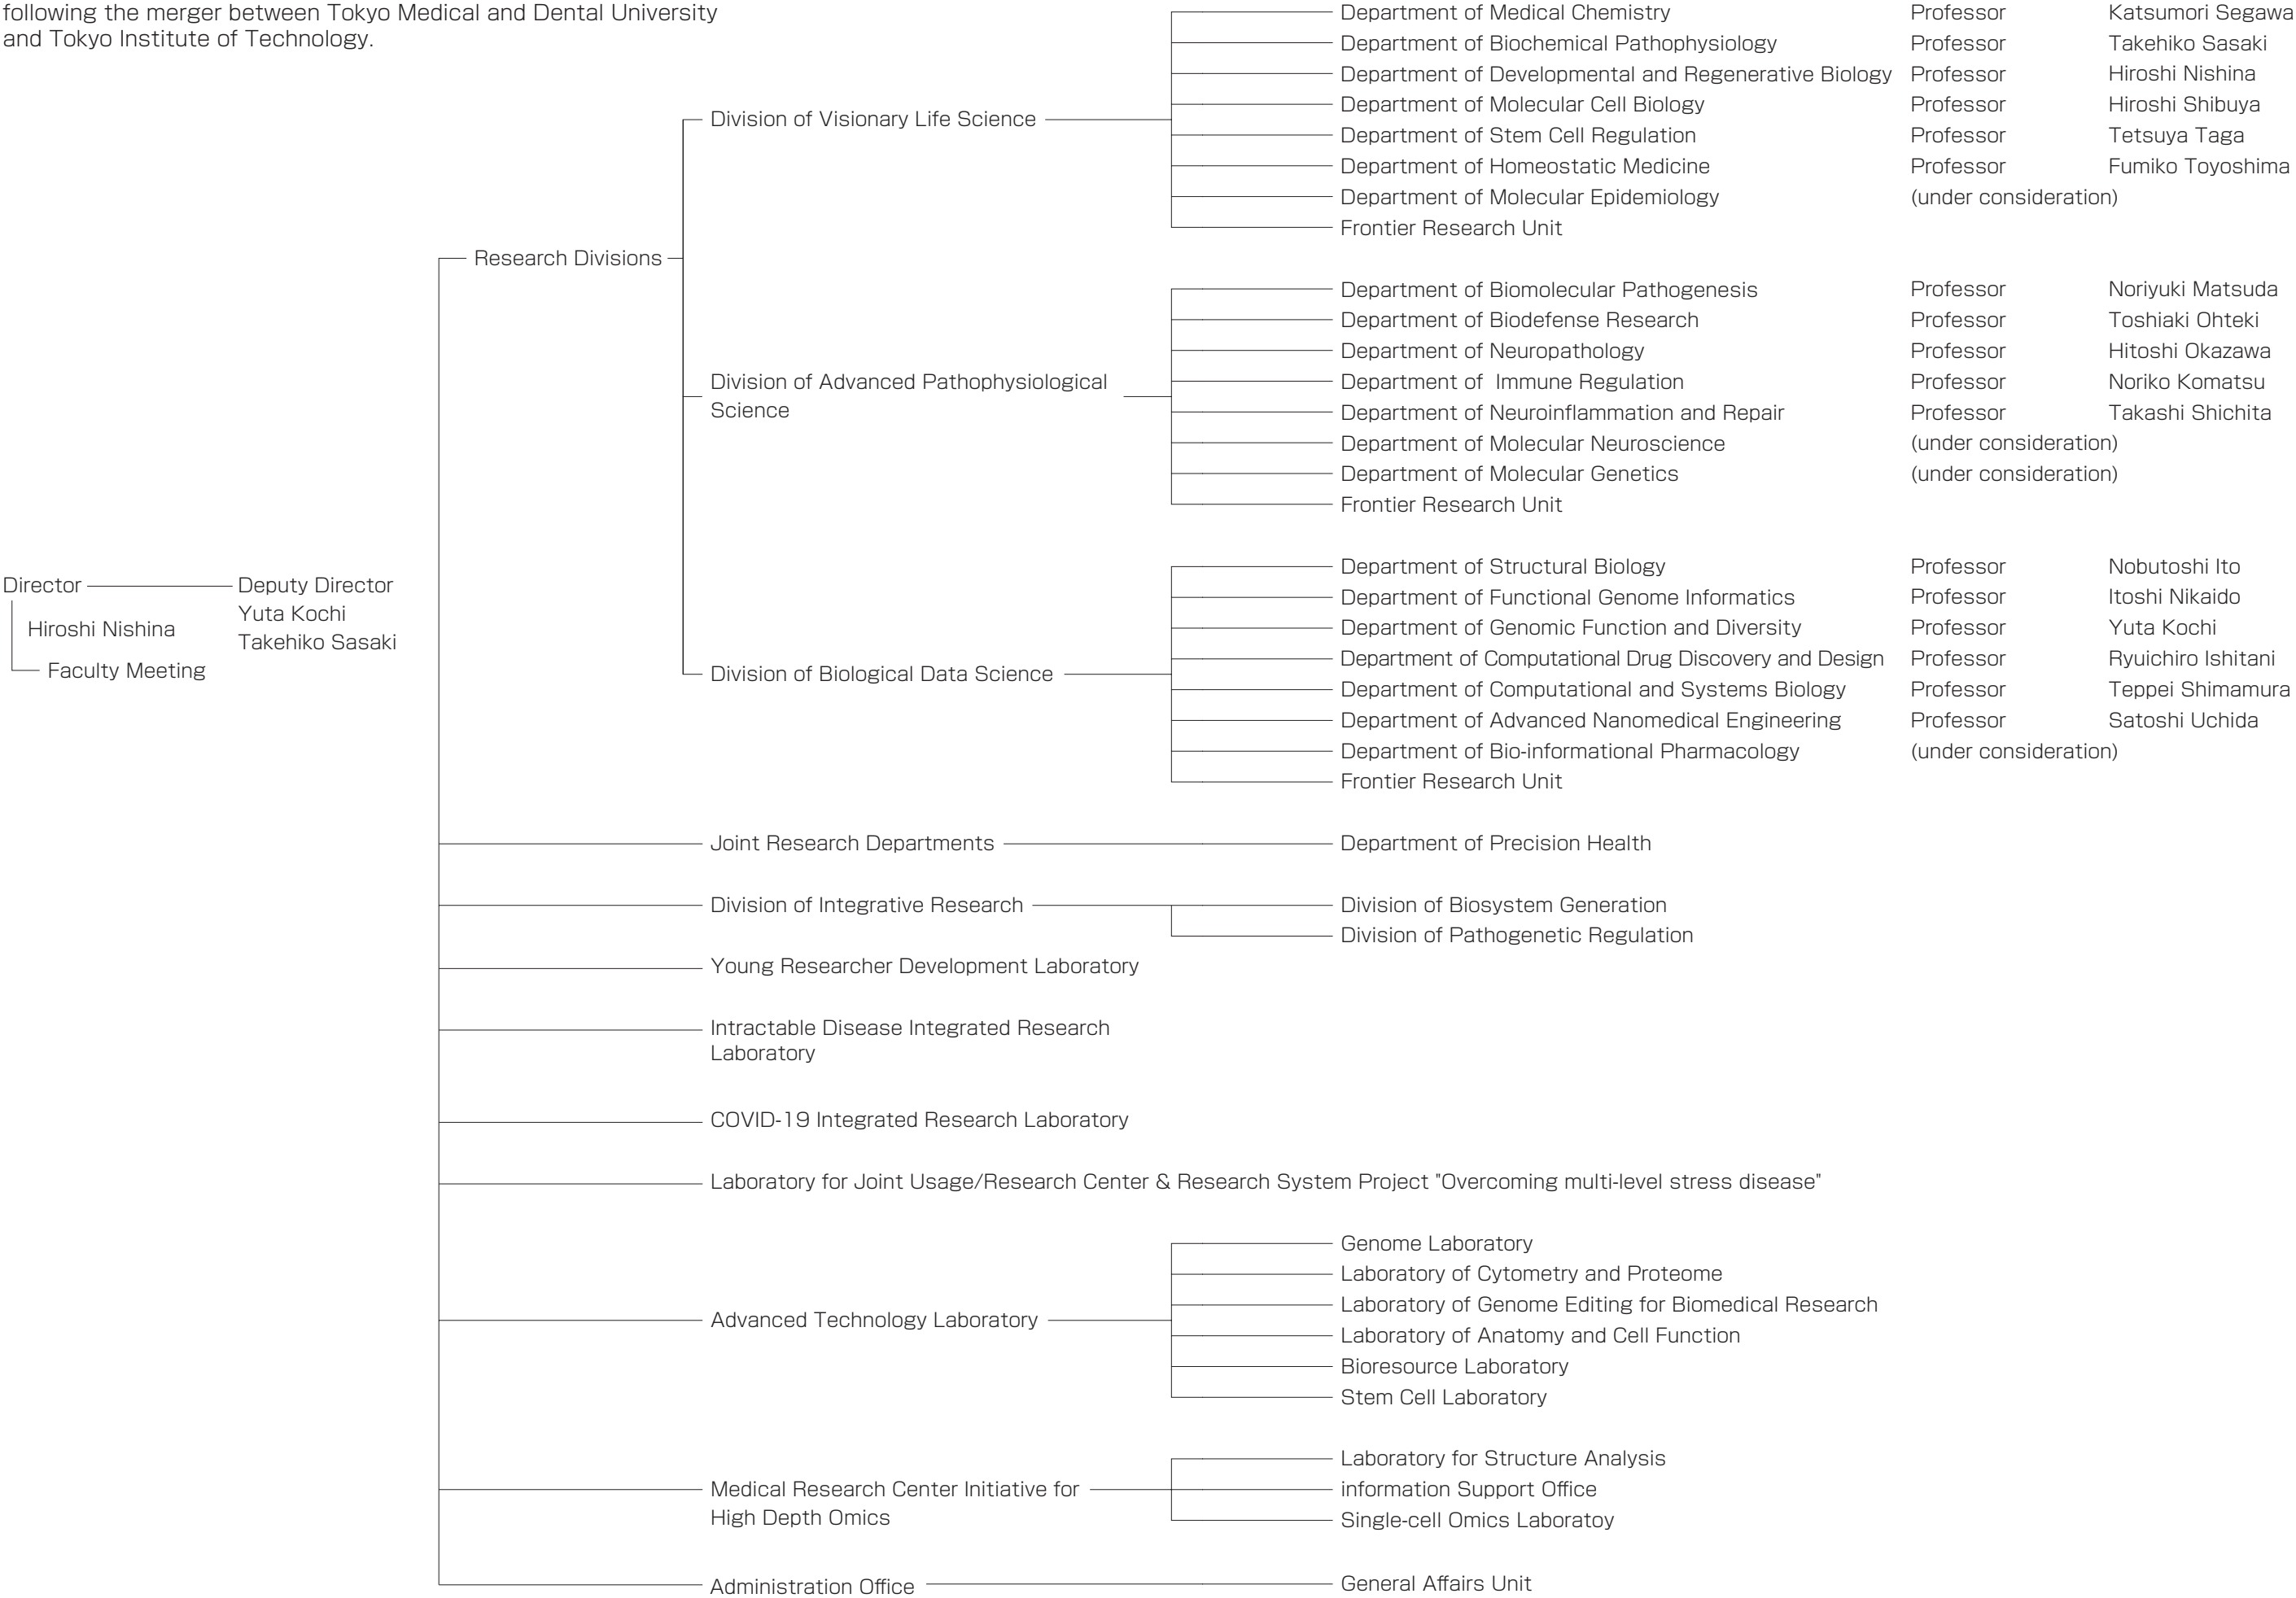 following the merger between Tokyo Medical and Dental University
and Tokyo Institute of Technology.
Director
Hiroshi Nishina
Faculty Meeting
Deputy Director
Yuta Kochi
Takehiko Sasaki
Research Divisions
Division of Visionary Life Science
Department of Medical Chemistry Professor Katsumori Segawa
Department of Biochemical Pathophysiology Professor Takehiko Sasaki
Department of Developmental and Regenerative Biology Professor Hiroshi Nishina
Department of Molecular Cell Biology Professor Hiroshi Shibuya
Department of Stem Cell Regulation Professor Tetsuya Taga
Department of Homeostatic Medicine Professor Fumiko Toyoshima
Department of Molecular Epidemiology (under consideration)
Frontier Research Unit
Division of Advanced Pathophysiological
Science
Department of Biomolecular Pathogenesis Professor Noriyuki Matsuda
Department of Biodefense Research Professor Toshiaki Ohteki
Department of Neuropathology Professor Hitoshi Okazawa
Department of  Immune Regulation Professor Noriko Komatsu
Department of Neuroinflammation and Repair Professor Takashi Shichita
Department of Molecular Neuroscience (under consideration)
Department of Molecular Genetics (under consideration)
Frontier Research Unit
Division of Biological Data Science
Department of Structural Biology Professor Nobutoshi Ito
Department of Functional Genome Informatics Professor Itoshi Nikaido
Department of Genomic Function and Diversity Professor Yuta Kochi
Department of Computational Drug Discovery and Design Professor Ryuichiro Ishitani
Department of Computational and Systems Biology Professor Teppei Shimamura
Department of Advanced Nanomedical Engineering Professor Satoshi Uchida
Department of Bio-informational Pharmacology (under consideration)
Frontier Research Unit
Joint Research Departments
Department of Precision Health
Division of Integrative Research
Division of Biosystem Generation
Division of Pathogenetic Regulation
Young Researcher Development Laboratory
Intractable Disease Integrated Research
Laboratory
COVID-19 Integrated Research Laboratory
Laboratory for Joint Usage/Research Center & Research System Project "Overcoming multi-level stress disease"
Advanced Technology Laboratory
Genome Laboratory
Laboratory of Cytometry and Proteome
Laboratory of Genome Editing for Biomedical Research
Laboratory of Anatomy and Cell Function
Bioresource Laboratory
Stem Cell Laboratory
Medical Research Center Initiative for
High Depth Omics
Laboratory for Structure Analysis
information Support Office
Single-cell Omics Laboratoy
Administration Office
General Affairs Unit